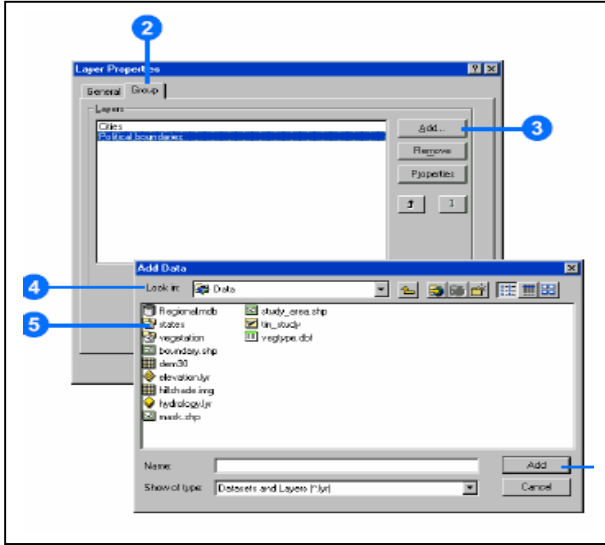 2
Layer Properties
General Group
Layers
Cities
Political boundaries
Add...
3
Remove
Properties
Add Data
4
Look in: Data
5
Regional.mdb
states
vegetation
boundary.shp
dem30
elevation.lyr
hillshade.img
hydrology.lyr
mask.shp
study_area.shp
tin_study
vegtype.dbf
Name:
Add
Show of type: Datasets and Layers (*.lyr)
Cancel